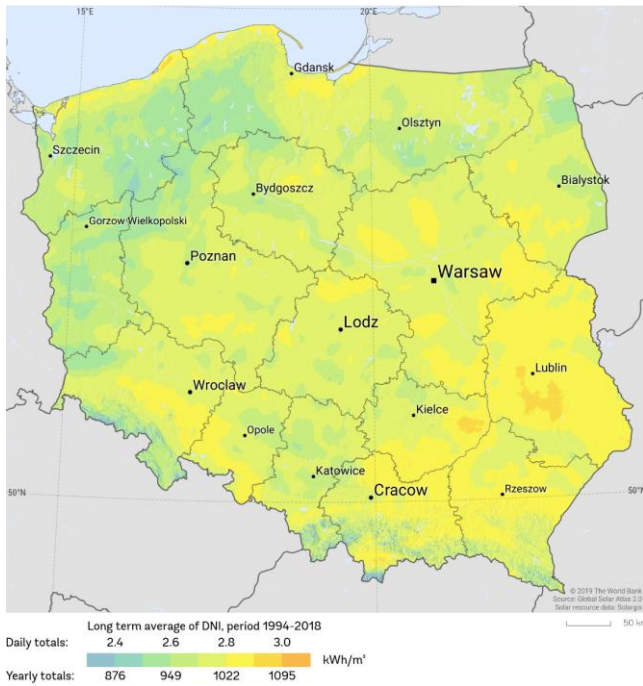 15°E
20°E
Gdansk
Olsztyn
Szczecin
Bialystok
Bydgoszcz
Gorzow Wielkopolski
Poznan
Warsaw
Lodz
Lublin
Wrocław
Kielce
Opole
Katowice
50°N
Cracow
Rzeszow
50°N
© 2019 The World Bank
Source: Global Solar Atlas 2.0
Solar resource data: Solargis
Long term average of DNI, period 1994-2018
50 km
Daily totals: 2.4 2.6 2.8 3.0
kWh/m²
Yearly totals: 876 949 1022 1095